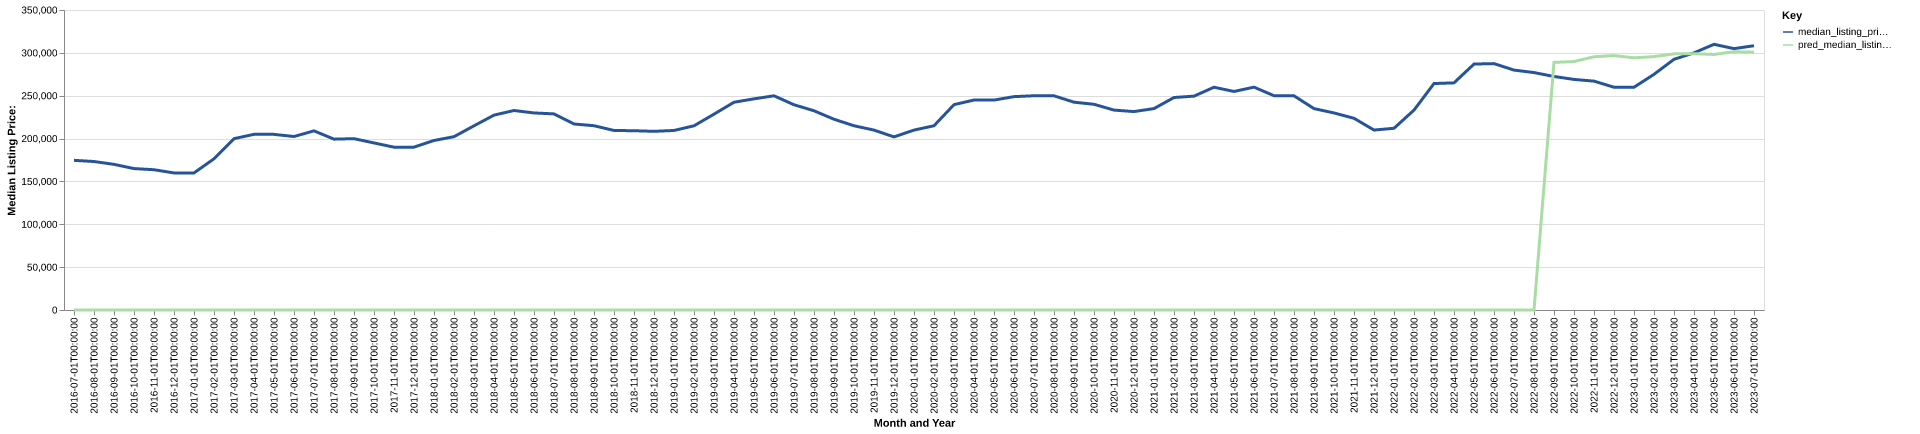 350,000
300,000
250,000
200,000
150,000
100,000
50,000
0
Median Listing Price:
2016-07-01T00:00:00
2016-08-01T00:00:00
2016-09-01T00:00:00
2016-10-01T00:00:00
2016-11-01T00:00:00
2016-12-01T00:00:00
2017-01-01T00:00:00
2017-02-01T00:00:00
2017-03-01T00:00:00
2017-04-01T00:00:00
2017-05-01T00:00:00
2017-06-01T00:00:00
2017-07-01T00:00:00
2017-08-01T00:00:00
2017-09-01T00:00:00
2017-10-01T00:00:00
2017-11-01T00:00:00
2017-12-01T00:00:00
2018-01-01T00:00:00
2018-02-01T00:00:00
2018-03-01T00:00:00
2018-04-01T00:00:00
2018-05-01T00:00:00
2018-06-01T00:00:00
2018-07-01T00:00:00
2018-08-01T00:00:00
2018-09-01T00:00:00
2018-10-01T00:00:00
2018-11-01T00:00:00
2018-12-01T00:00:00
2019-01-01T00:00:00
2019-02-01T00:00:00
2019-03-01T00:00:00
2019-04-01T00:00:00
2019-05-01T00:00:00
2019-06-01T00:00:00
2019-07-01T00:00:00
2019-08-01T00:00:00
2019-09-01T00:00:00
2019-10-01T00:00:00
2019-11-01T00:00:00
2019-12-01T00:00:00
2020-01-01T00:00:00
2020-02-01T00:00:00
2020-03-01T00:00:00
2020-04-01T00:00:00
2020-05-01T00:00:00
2020-06-01T00:00:00
2020-07-01T00:00:00
2020-08-01T00:00:00
2020-09-01T00:00:00
2020-10-01T00:00:00
2020-11-01T00:00:00
2020-12-01T00:00:00
2021-01-01T00:00:00
2021-02-01T00:00:00
2021-03-01T00:00:00
2021-04-01T00:00:00
2021-05-01T00:00:00
2021-06-01T00:00:00
2021-07-01T00:00:00
2021-08-01T00:00:00
2021-09-01T00:00:00
2021-10-01T00:00:00
2021-11-01T00:00:00
2021-12-01T00:00:00
2022-01-01T00:00:00
2022-02-01T00:00:00
2022-03-01T00:00:00
2022-04-01T00:00:00
2022-05-01T00:00:00
2022-06-01T00:00:00
2022-07-01T00:00:00
2022-08-01T00:00:00
2022-09-01T00:00:00
2022-10-01T00:00:00
2022-11-01T00:00:00
2022-12-01T00:00:00
2023-01-01T00:00:00
2023-02-01T00:00:00
2023-03-01T00:00:00
2023-04-01T00:00:00
2023-05-01T00:00:00
2023-06-01T00:00:00
2023-07-01T00:00:00
Month and Year
Key
median_listing_pri…
pred_median_listin…